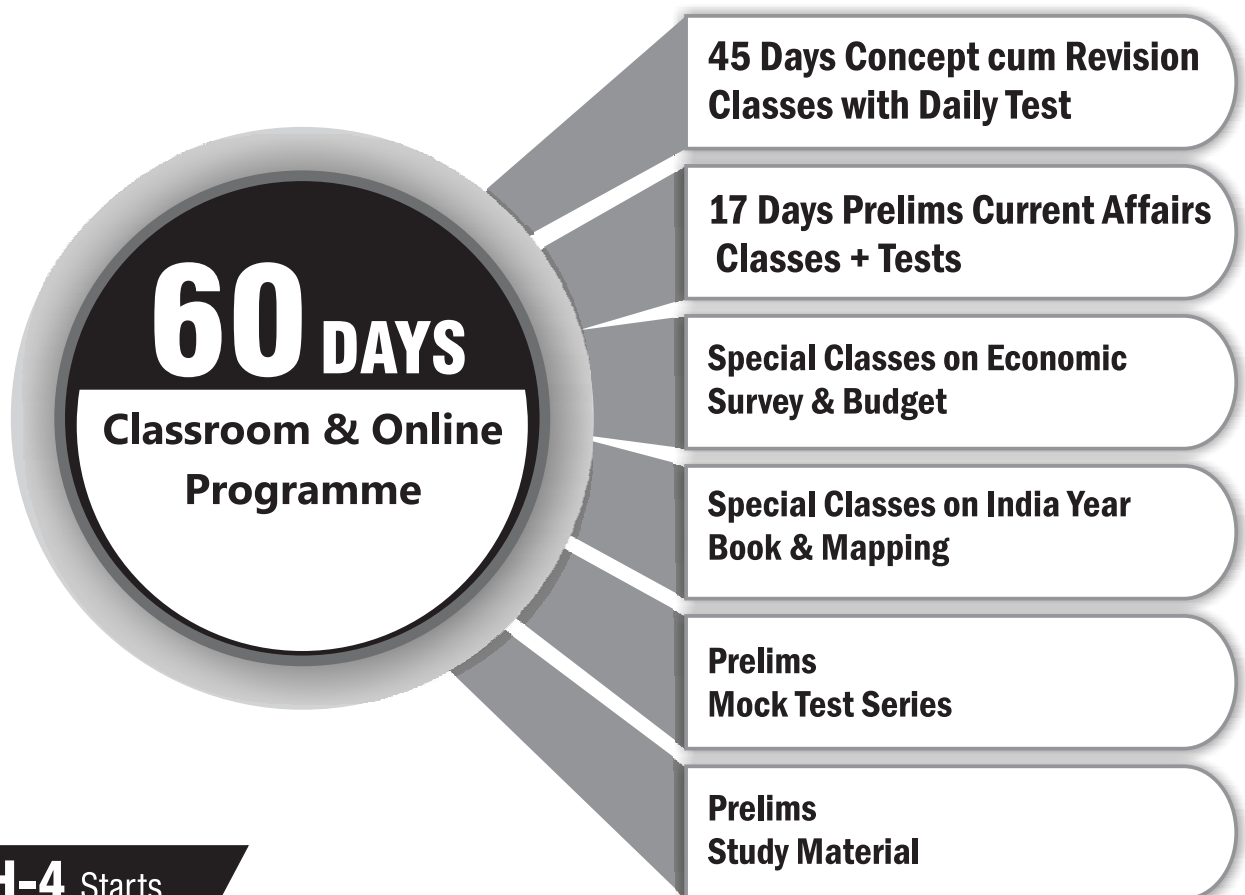 60 DAYS
Classroom & Online
Programme
45 Days Concept cum Revision
Classes with Daily Test
17 Days Prelims Current Affairs
Classes + Tests
Special Classes on Economic
Survey & Budget
Special Classes on India Year
Book & Mapping
Prelims
Mock Test Series
Prelims
Study Material
H-4 Starts